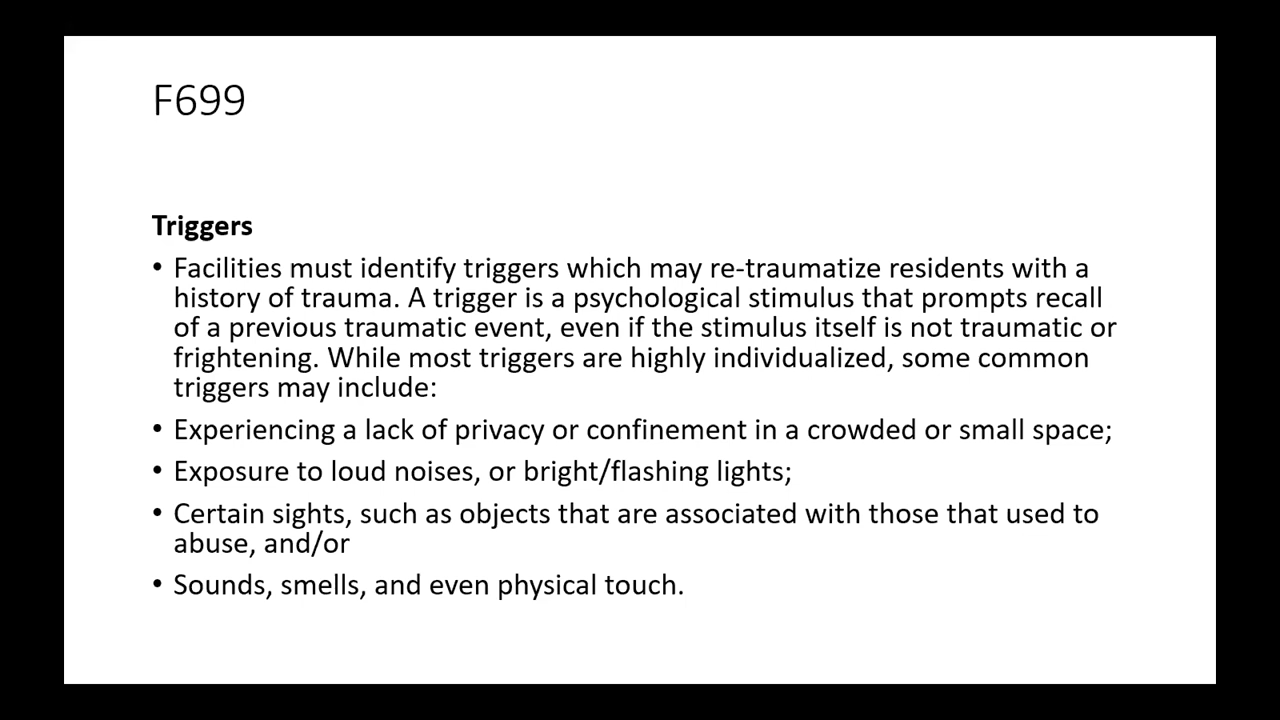 F699
Triggers
• Facilities must identify triggers which may re-traumatize residents with a
history of trauma. A trigger is a psychological stimulus that prompts recall
of a previous traumatic event, even if the stimulus itself is not traumatic or
frightening. While most triggers are highly individualized, some common
triggers may include:
• Experiencing a lack of privacy or confinement in a crowded or small space;
• Exposure to loud noises, or bright/flashing lights;
• Certain sights, such as objects that are associated with those that used to
abuse, and/or
• Sounds, smells, and even physical touch.